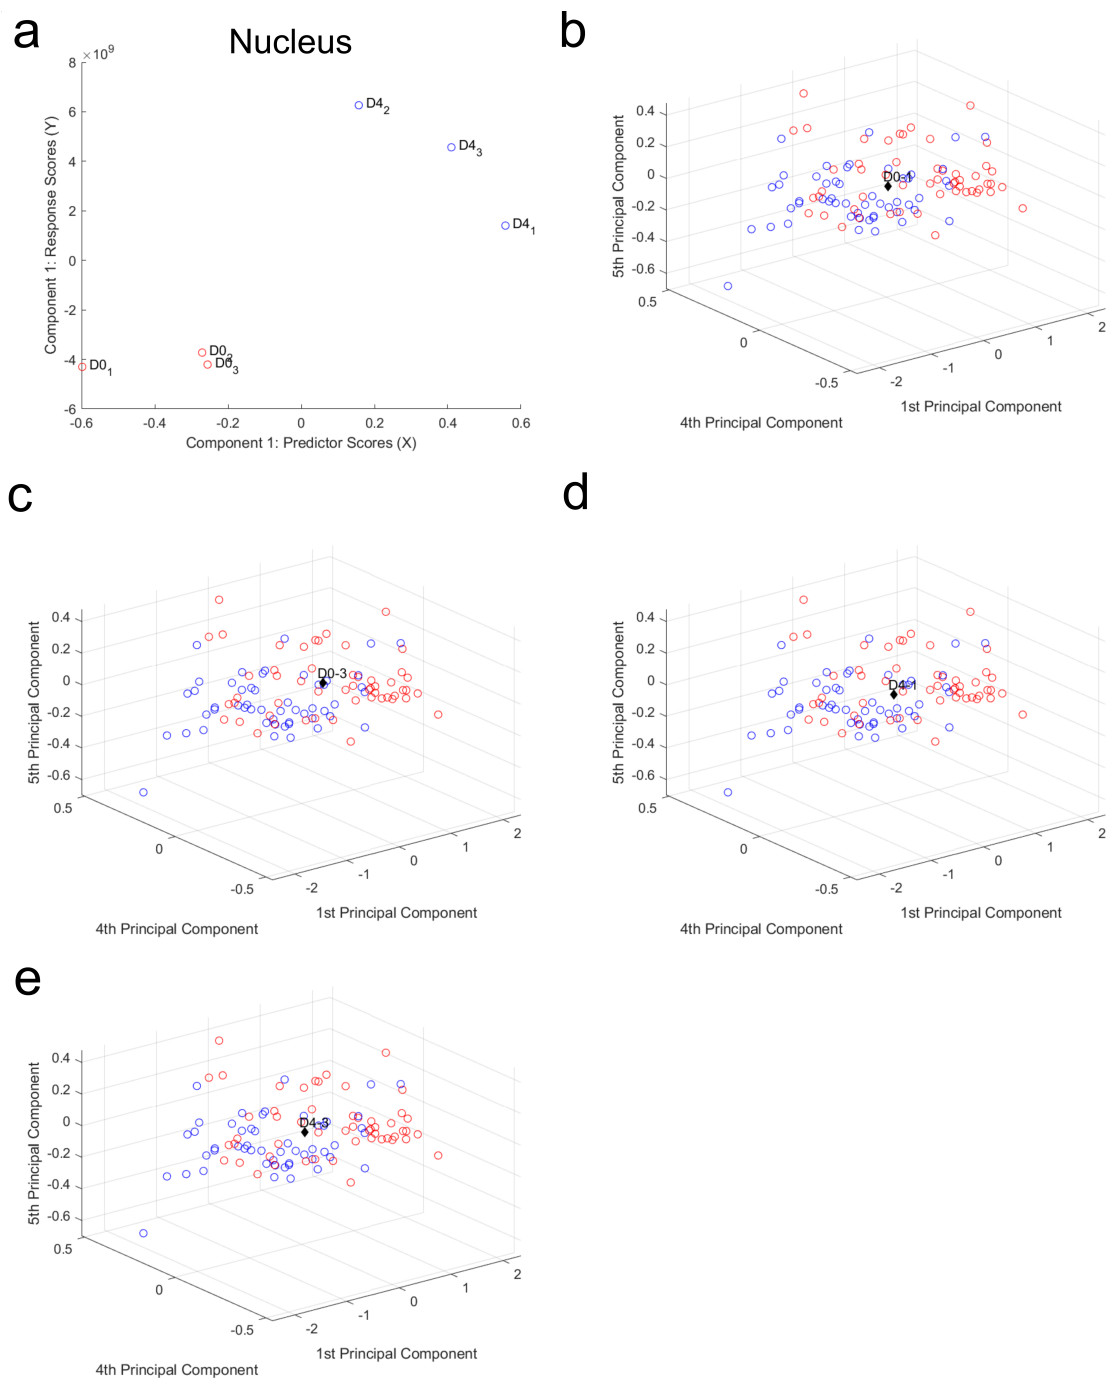 a
Nucleus
b
×10⁹
8
6
4
2
0
-2
-4
-6
-0.6
-0.4
-0.2
0
0.2
0.4
0.6
Component 1: Response Scores (Y)
Component 1: Predictor Scores (X)
D4₂
D4₃
D4₁
D0₁
D0₂
D0₃
0.4
0.2
0
-0.2
-0.4
-0.6
0.5
0
-0.5
-2
-1
0
1
2
5th Principal Component
4th Principal Component
1st Principal Component
c
d
0.4
0.2
0
-0.2
-0.4
-0.6
0.5
0
-0.5
-2
-1
0
1
2
5th Principal Component
4th Principal Component
1st Principal Component
D0-3
0.4
0.2
0
-0.2
-0.4
-0.6
0.5
0
-0.5
-2
-1
0
1
2
5th Principal Component
4th Principal Component
1st Principal Component
D4-1
e
0.4
0.2
0
-0.2
-0.4
-0.6
0.5
0
-0.5
-2
-1
0
1
2
5th Principal Component
4th Principal Component
1st Principal Component
D4-3